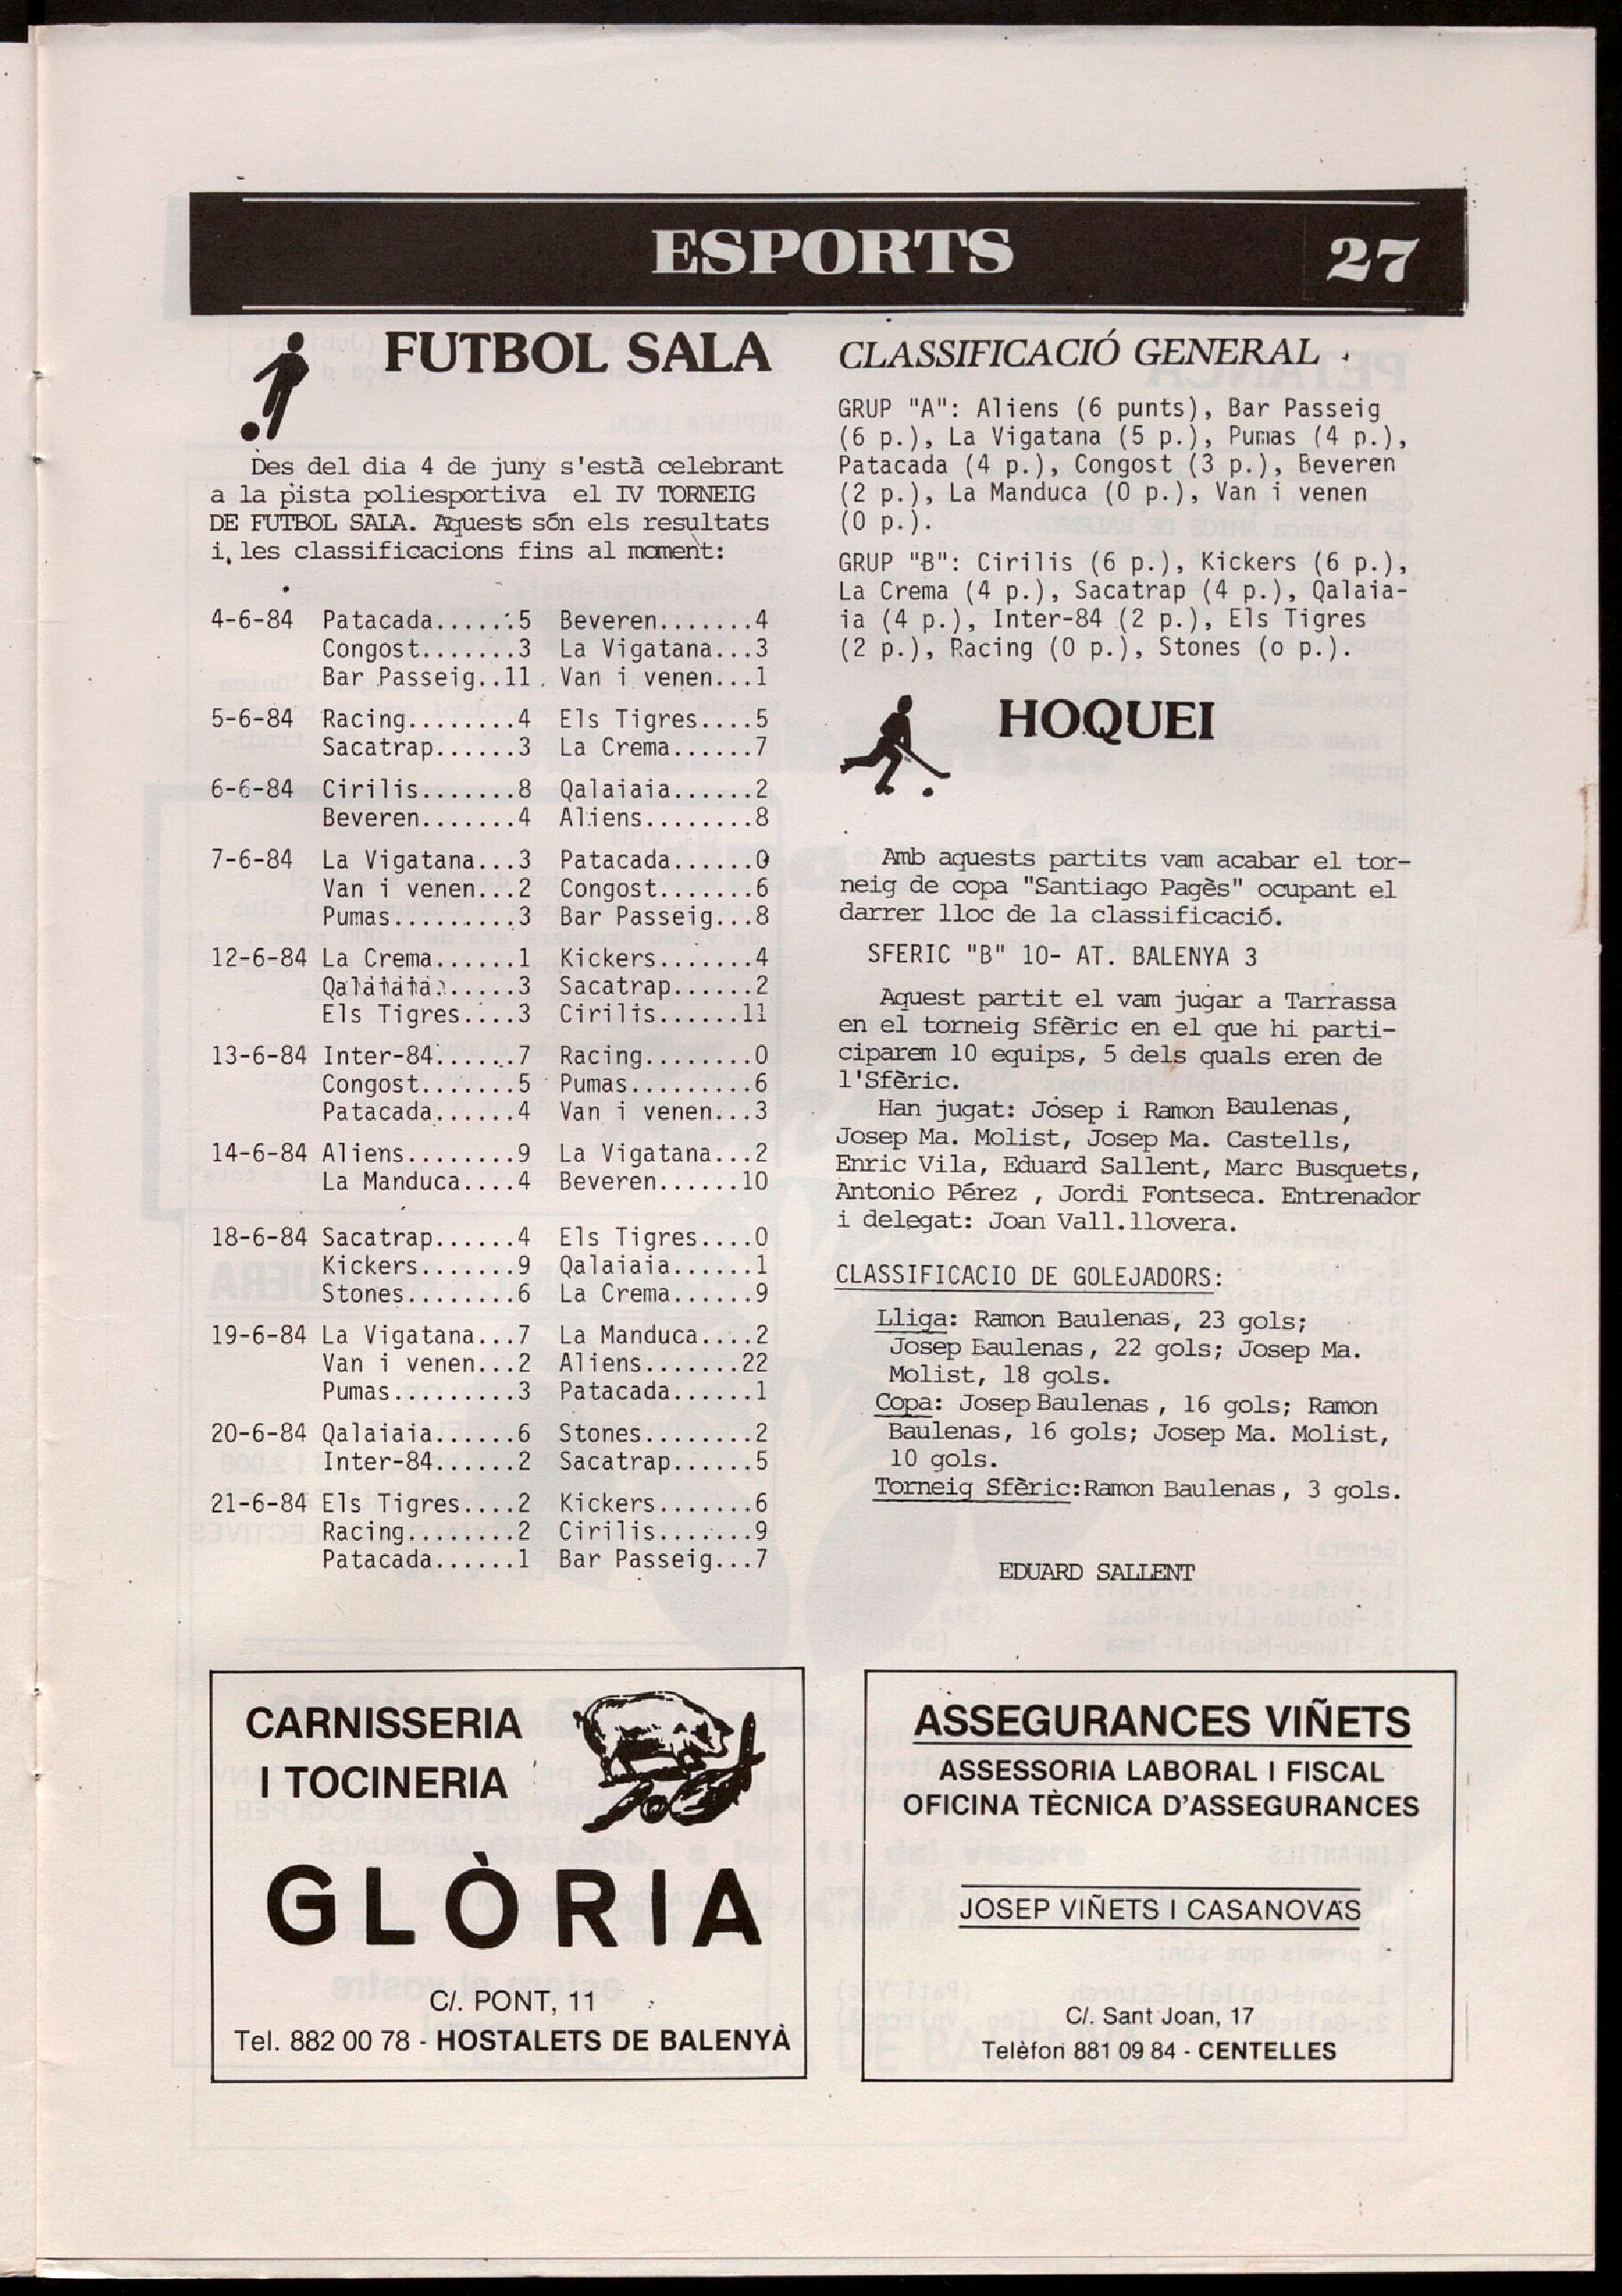 ESPORTS 27
FUTBOL SALA
Des del dia 4 de juny s'està celebrant
a la pista poliesportiva el IV TORNEIG
DE FUTBOL SALA. Aquests són els resultats
i, les classificacions fins al moment:
4-6-84 Patacada......5 Beveren.......4
Congost.......3 La Vigatana...3
Bar Passeig..11 Van i venen...1
5-6-84 Racing........4 Els Tigres....5
Sacatrap......3 La Crema......7
6-6-84 Cirilis.......8 Qalaiaia......2
Beveren.......4 Aliens........8
7-6-84 La Vigatana...3 Patacada......0
Van i venen...2 Congost.......6
Pumas.........3 Bar Passeig...8
12-6-84 La Crema......1 Kickers.......4
Qalaiaia......3 Sacatrap......2
Els Tigres....3 Cirilis......11
13-6-84 Inter-84......7 Racing........0
Congost.......5 Pumas.........6
Patacada......4 Van i venen...3
14-6-84 Aliens........9 La Vigatana...2
La Manduca....4 Beveren......10
18-6-84 Sacatrap......4 Els Tigres....0
Kickers.......9 Qalaiaia......1
Stones........6 La Crema......9
19-6-84 La Vigatana...7 La Manduca....2
Van i venen...2 Aliens.......22
Pumas.........3 Patacada......1
20-6-84 Qalaiaia......6 Stones........2
Inter-84......2 Sacatrap......5
21-6-84 Els Tigres....2 Kickers.......6
Racing........2 Cirilis.......9
Patacada......1 Bar Passeig...7
CLASSIFICACIÓ GENERAL
GRUP "A": Aliens (6 punts), Bar Passeig
(6 p.), La Vigatana (5 p.), Pumas (4 p.),
Patacada (4 p.), Congost (3 p.), Beveren
(2 p.), La Manduca (0 p.), Van i venen
(0 p.).
GRUP "B": Cirilis (6 p.), Kickers (6 p.),
La Crema (4 p.), Sacatrap (4 p.), Qalaia-
ia (4 p.), Inter-84 (2 p.), Els Tigres
(2 p.), Racing (0 p.), Stones (o p.).
HOQUEI
Amb aquests partits vam acabar el tor-
neig de copa "Santiago Pagès" ocupant el
darrer lloc de la classificació.
SFERIC "B" 10- AT. BALENYA 3
Aquest partit el vam jugar a Tarrassa
en el torneig Sfèric en el que hi parti-
ciparem 10 equips, 5 dels quals eren de
l'Sfèric.
Han jugat: Josep i Ramon Baulenas,
Josep Ma. Molist, Josep Ma. Castells,
Enric Vila, Eduard Sallent, Marc Busquets,
Antonio Pérez , Jordi Fontseca. Entrenador
i delegat: Joan Vall.llovera.
CLASSIFICACIO DE GOLEJADORS:
Lliga: Ramon Baulenas, 23 gols;
Josep Baulenas, 22 gols; Josep Ma.
Molist, 18 gols.
Copa: Josep Baulenas , 16 gols; Ramon
Baulenas, 16 gols; Josep Ma. Molist,
10 gols.
Torneig Sfèric: Ramon Baulenas, 3 gols.
EDUARD SALLENT
CARNISSERIA
TOCINERIA
GLÒRIA
C/. PONT, 11
Tel. 882 00 78 - HOSTALETS DE BALENYÀ
ASSEGURANCES VIÑETS
ASSESSORIA LABORAL I FISCAL
OFICINA TÈCNICA D'ASSEGURANCES
JOSEP VIÑETS I CASANOVAS
C/. Sant Joan, 17
Telèfon 881 09 84 - CENTELLES